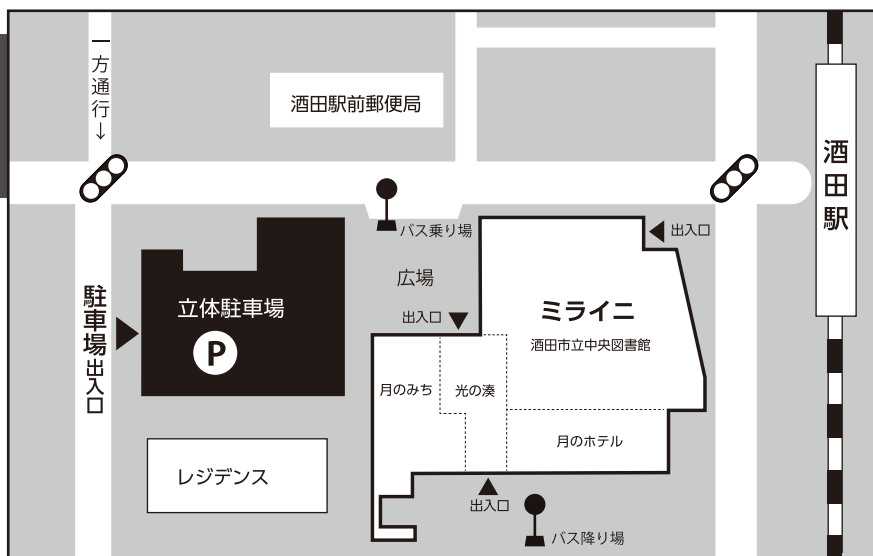 一方通行→
酒田駅前郵便局
酒田駅
バス乗り場
出入口
広場
立体駐車場
P
駐車場出入口
出入口
ミライニ
酒田市立中央図書館
月のみち
光の湊
月のホテル
レジデンス
出入口
バス降り場